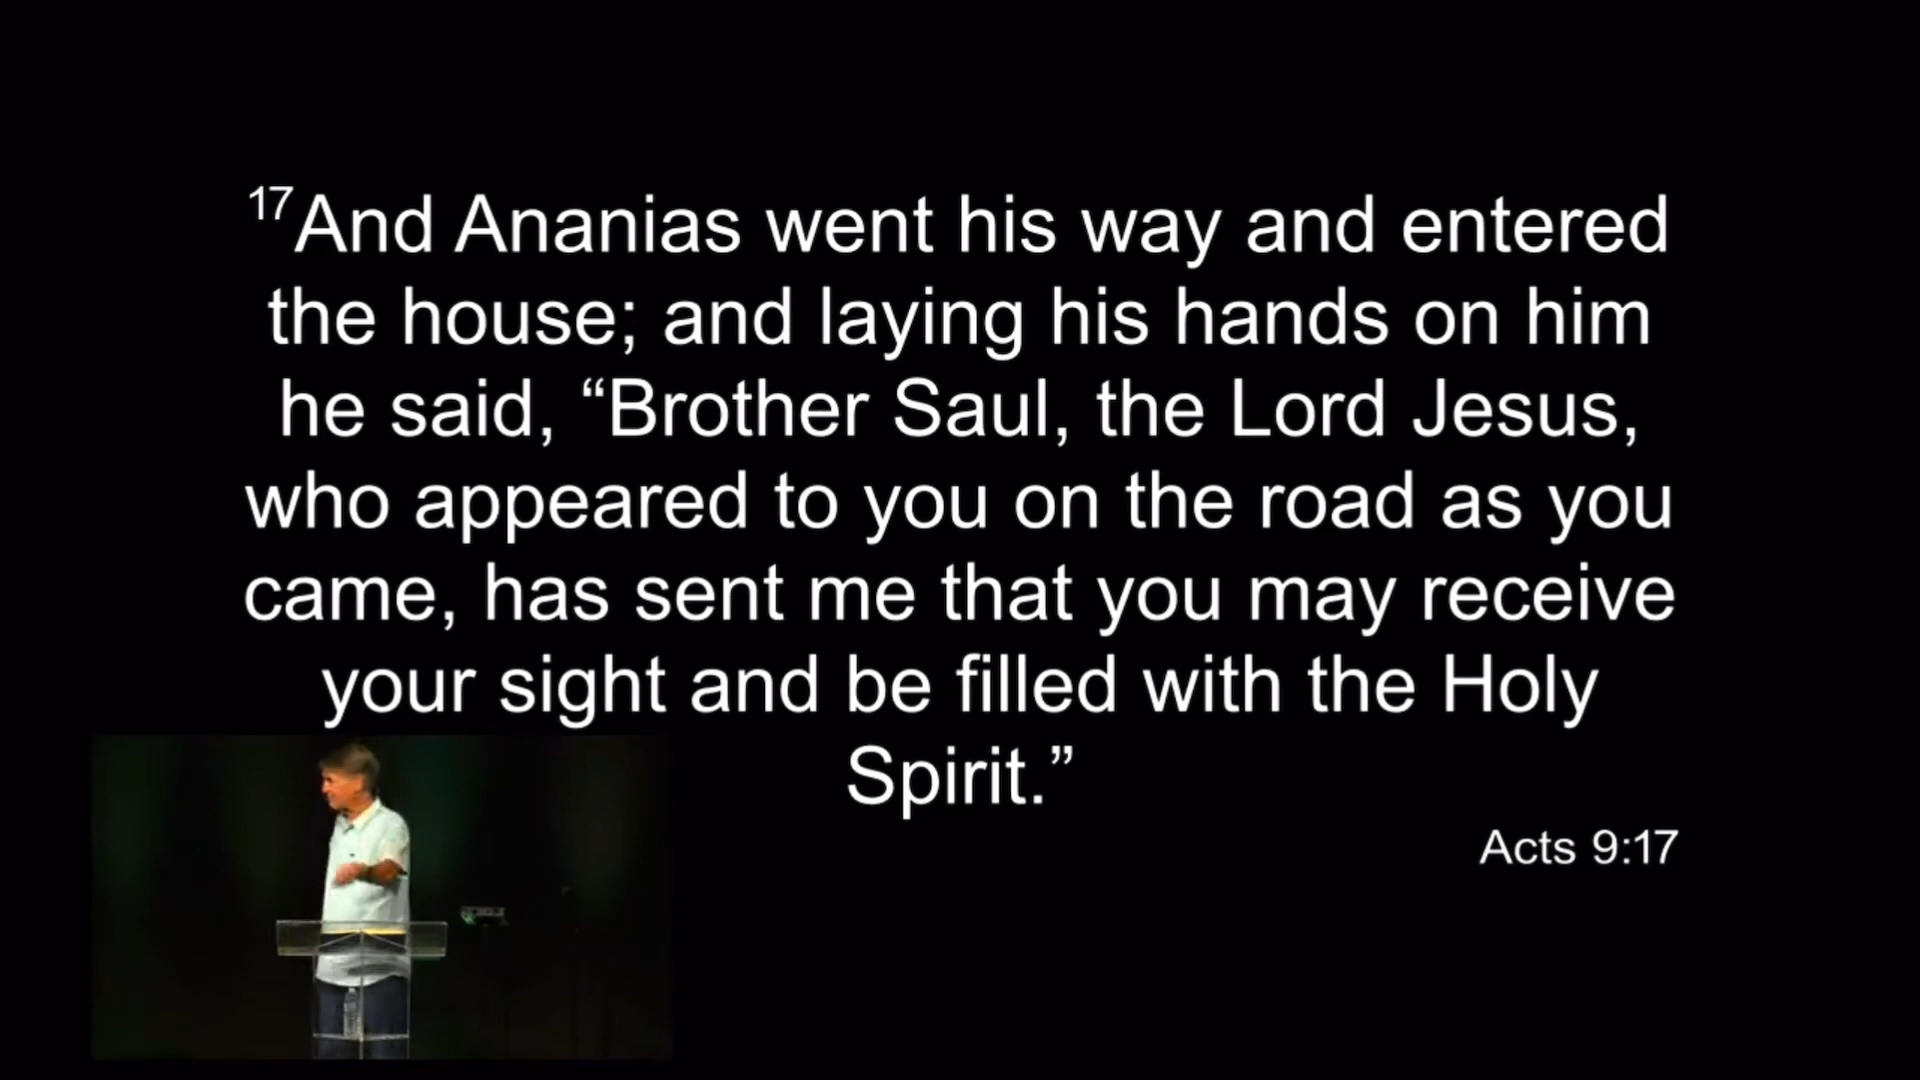 17And Ananias went his way and entered
the house; and laying his hands on him
he said, “Brother Saul, the Lord Jesus,
who appeared to you on the road as you
came, has sent me that you may receive
your sight and be filled with the Holy
Spirit.”
Acts 9:17